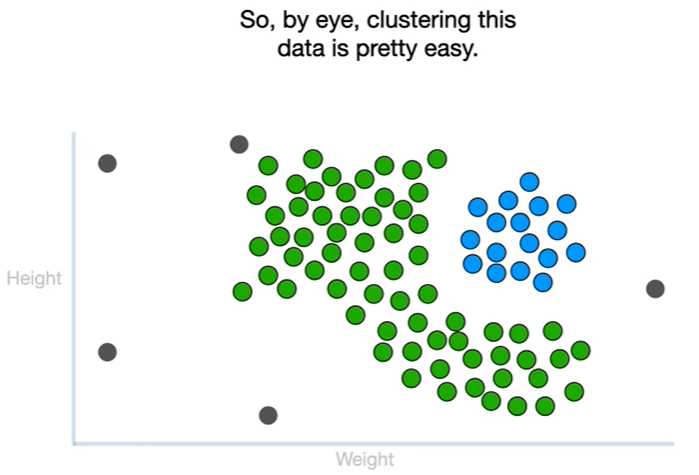 So, by eye, clustering this
data is pretty easy.
Height
Weight